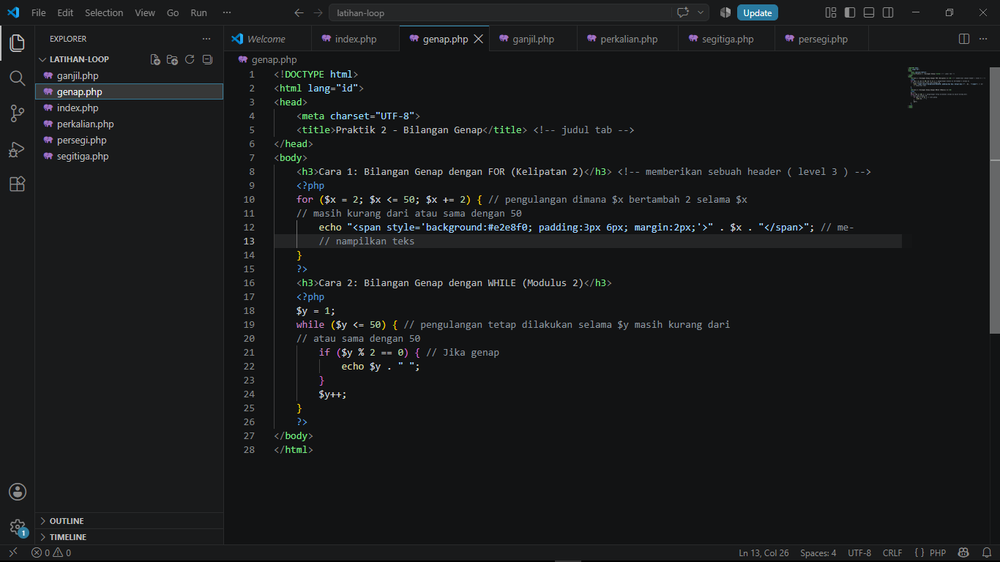 File Edit Selection View Go Run ··· latihan-loop Update
EXPLORER ···
LATIHAN-LOOP
ganjil.php
genap.php
index.php
perkalian.php
persegi.php
segitiga.php
OUTLINE
TIMELINE
Welcome index.php genap.php ganjil.php perkalian.php segitiga.php persegi.php ···
genap.php
1 <!DOCTYPE html>
2 <html lang="id">
3 <head>
4     <meta charset="UTF-8">
5     <title>Praktik 2 - Bilangan Genap</title> <!-- judul tab -->
6 </head>
7 <body>
8     <h3>Cara 1: Bilangan Genap dengan FOR (Kelipatan 2)</h3> <!-- memberikan sebuah header ( level 3 ) -->
9     <?php
10     for ($x = 2; $x <= 50; $x += 2) { // pengulangan dimana $x bertambah 2 selama $x
11     // masih kurang dari atau sama dengan 50
12         echo "<span style='background:#e2e8f0; padding:3px 6px; margin:2px;'>" . $x . "</span>"; // me-
13         // nampilkan teks
14     }
15     ?>
16     <h3>Cara 2: Bilangan Genap dengan WHILE (Modulus 2)</h3>
17     <?php
18     $y = 1;
19     while ($y <= 50) { // pengulangan tetap dilakukan selama $y masih kurang dari
20     // atau sama dengan 50
21         if ($y % 2 == 0) { // Jika genap
22             echo $y . " ";
23         }
24         $y++;
25     }
26     ?>
27 </body>
28 </html>
1
0 0 Ln 13, Col 26 Spaces: 4 UTF-8 CRLF { } PHP